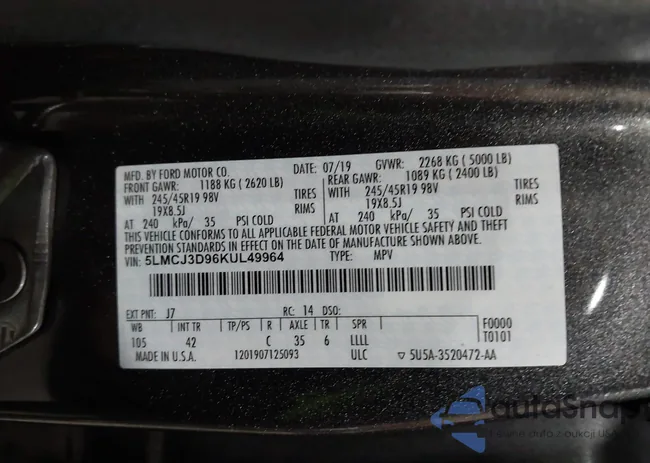 MFD. BY FORD MOTOR CO. DATE: 07/19 GVWR: 2268 KG ( 5000 LB)
FRONT GAWR: 1188 KG ( 2620 LB) REAR GAWR: 1089 KG ( 2400 LB)
WITH 245/45R19 98V TIRES WITH 245/45R19 98V TIRES
19X8.5J RIMS 19X8.5J RIMS
AT 240 kPa/ 35 PSI COLD AT 240 kPa/ 35 PSI COLD
THIS VEHICLE CONFORMS TO ALL APPLICABLE FEDERAL MOTOR VEHICLE SAFETY AND THEFT
PREVENTION STANDARDS IN EFFECT ON THE DATE OF MANUFACTURE SHOWN ABOVE.
VIN: 5LMCJ3D96KUL49964 TYPE: MPV
EXT PNT: J7 RC: 14 DSO:
WB INT TR TP/PS R AXLE TR SPR F0000
105 42 C 35 6 LLLL T0101
MADE IN U.S.A. 1201907125093 ULC 5U5A-3520472-AA
autoSnap